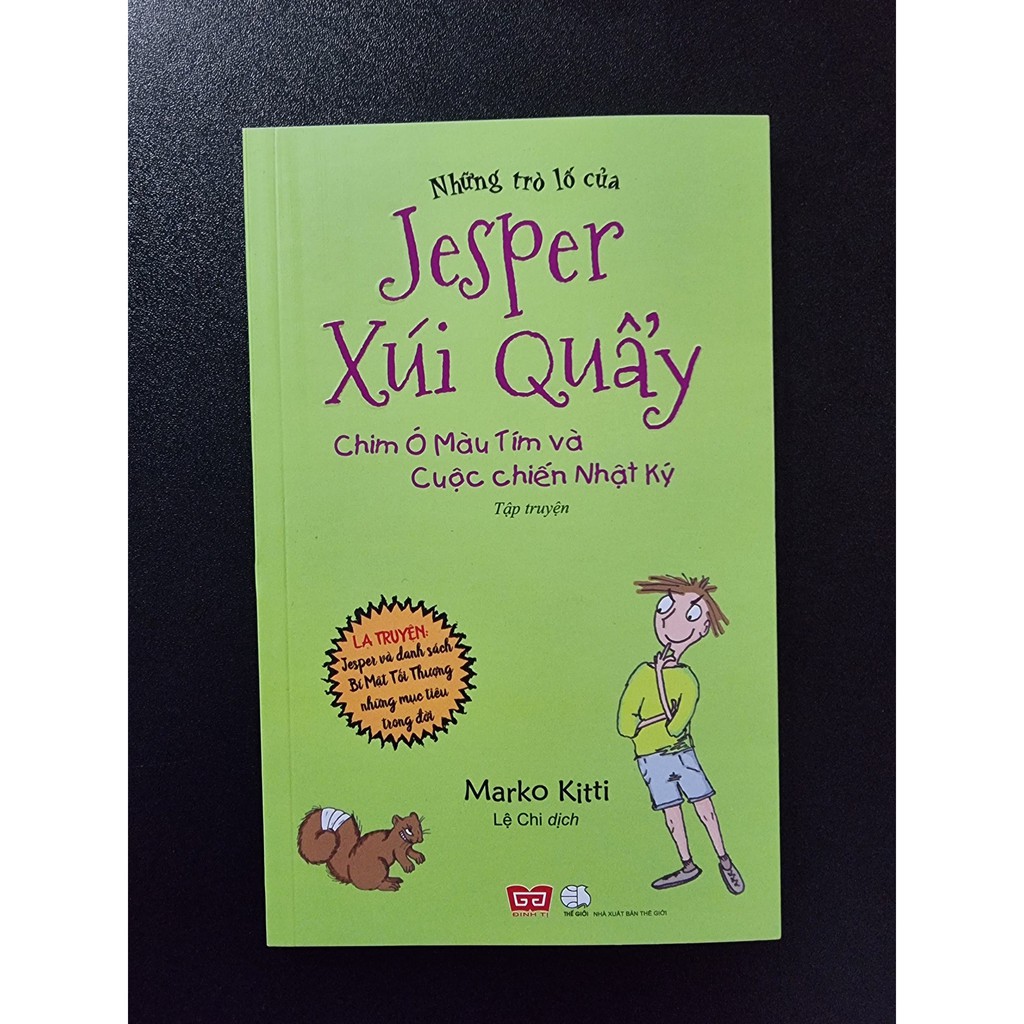 Những trò lố của
Jesper
Xúi Quẩy
Chim Ó Màu Tím và
Cuộc chiến Nhật Ký
Tập truyện
LA TRUYỆN:
Jesper và danh sách
Bí Mật Tối Thượng
những mục tiêu
trong đời
Marko Kitti
Lệ Chi dịch
ĐINH TỊ
THẾ GIỚI NHÀ XUẤT BẢN THẾ GIỚI